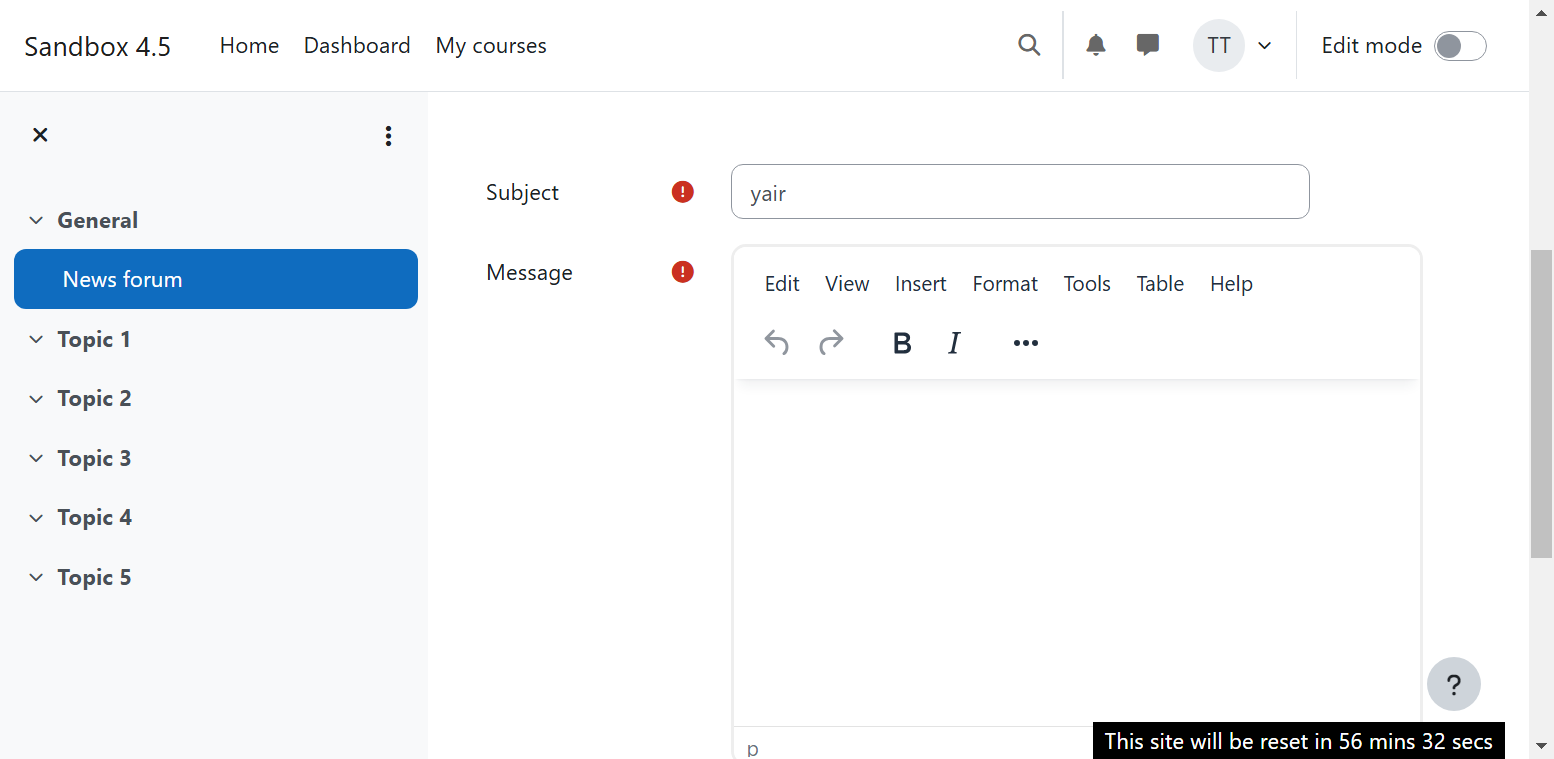 Sandbox 4.5 Home Dashboard My courses TT Edit mode
General
News forum
Topic 1
Topic 2
Topic 3
Topic 4
Topic 5
Subject yair
Message
Edit View Insert Format Tools Table Help
B I
p
?
This site will be reset in 56 mins 32 secs